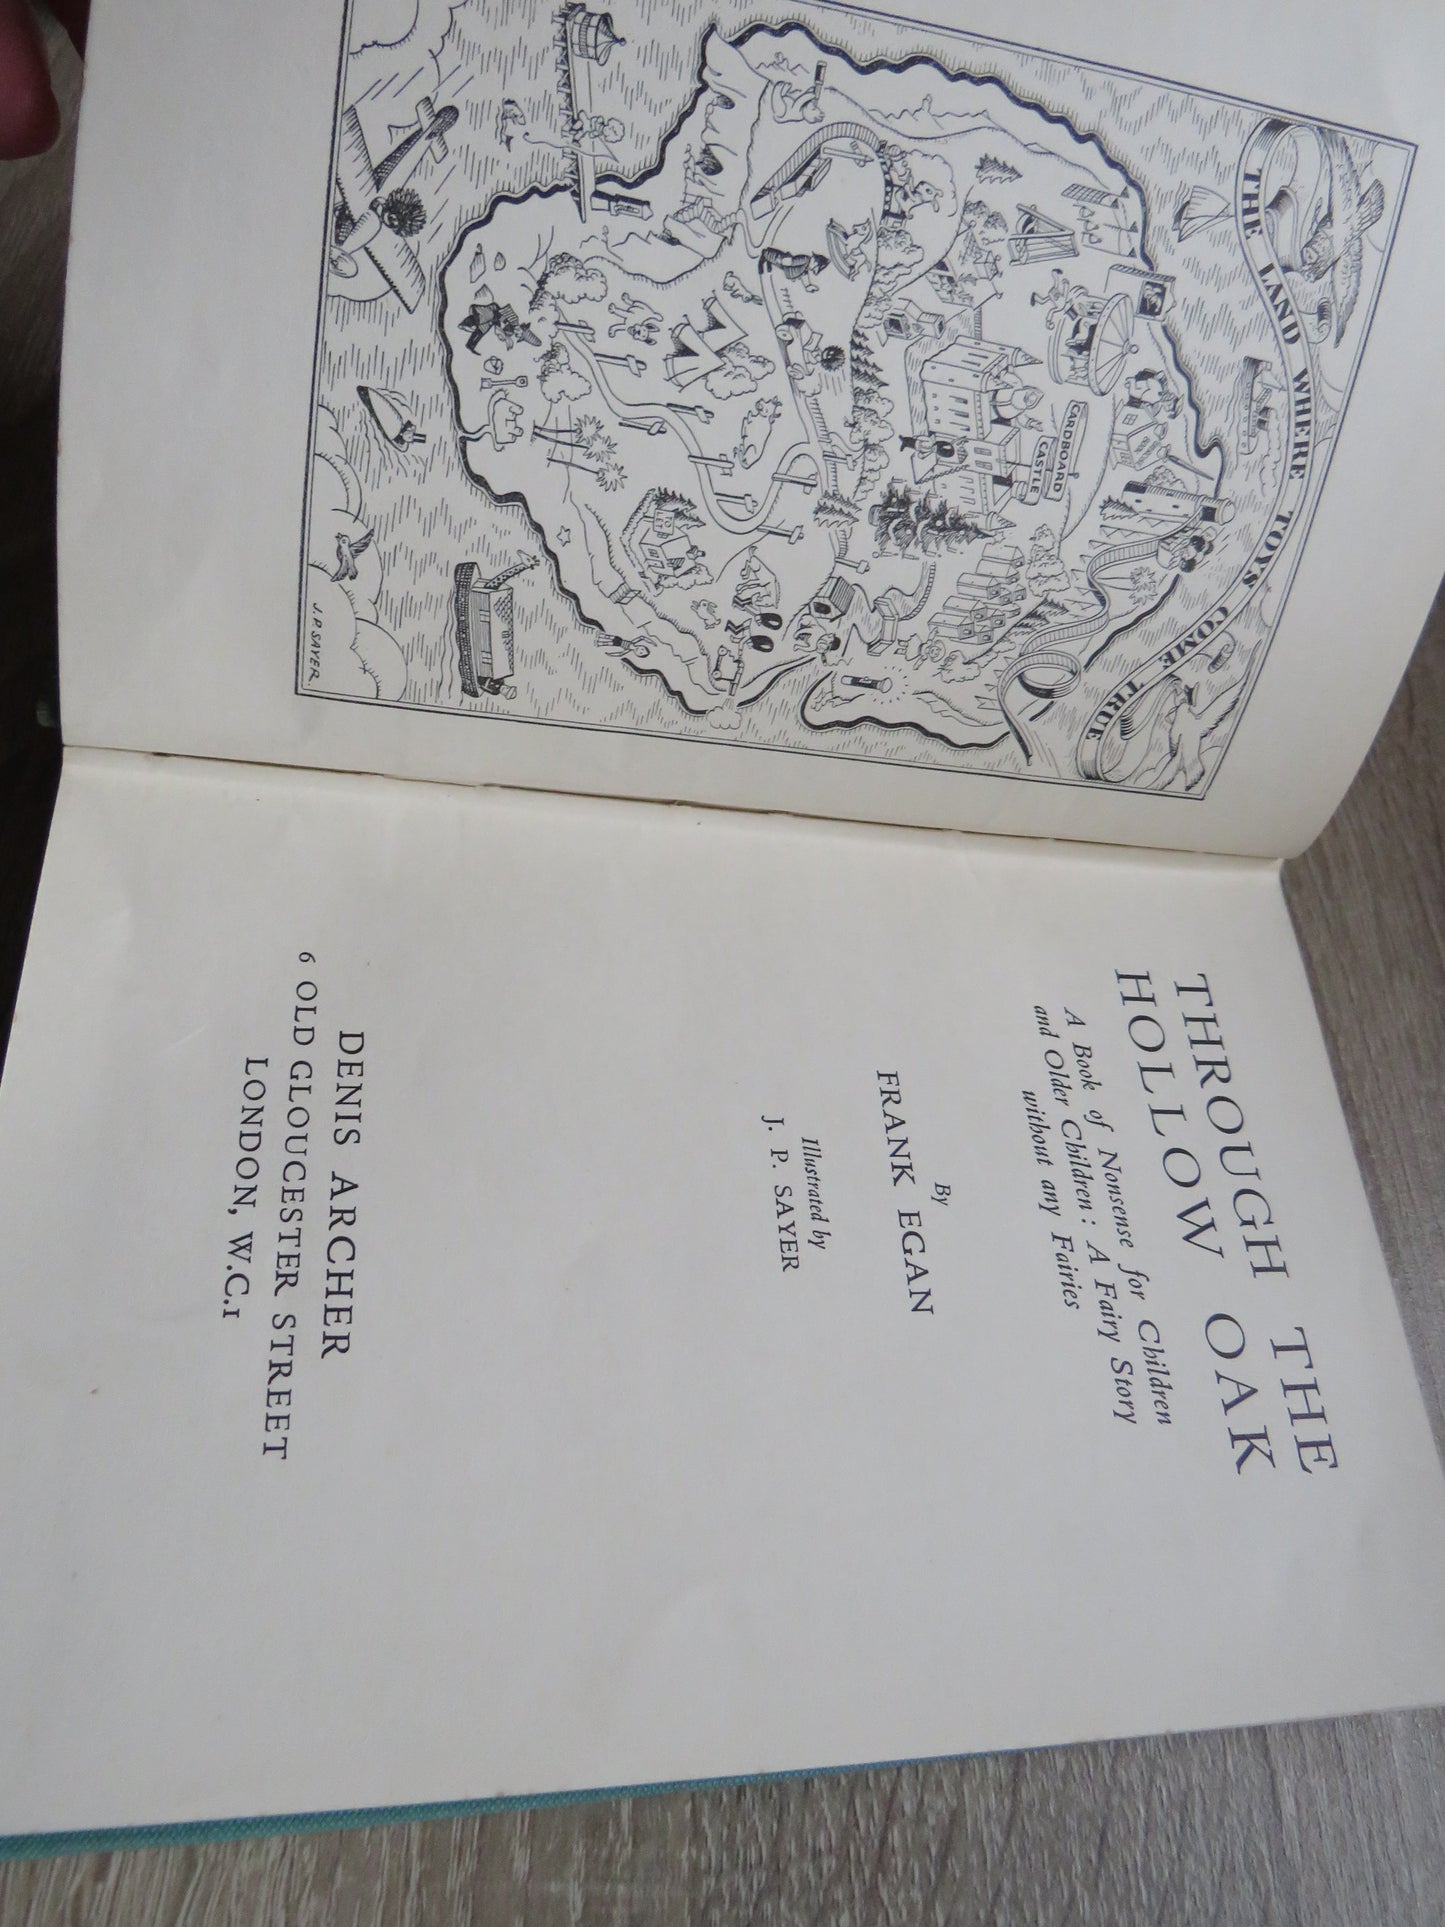 THE LAND WHERE TOYS COME TRUE
CARDBOARD
CASTLE
J.P. SAYER
THROUGH THE
HOLLOW OAK
A Book of Nonsense for Children
and Older Children: A Fairy Story
without any Fairies
By
FRANK EGAN
Illustrated by
J. P. SAYER
DENIS ARCHER
6 OLD GLOUCESTER STREET
LONDON, W.C.1